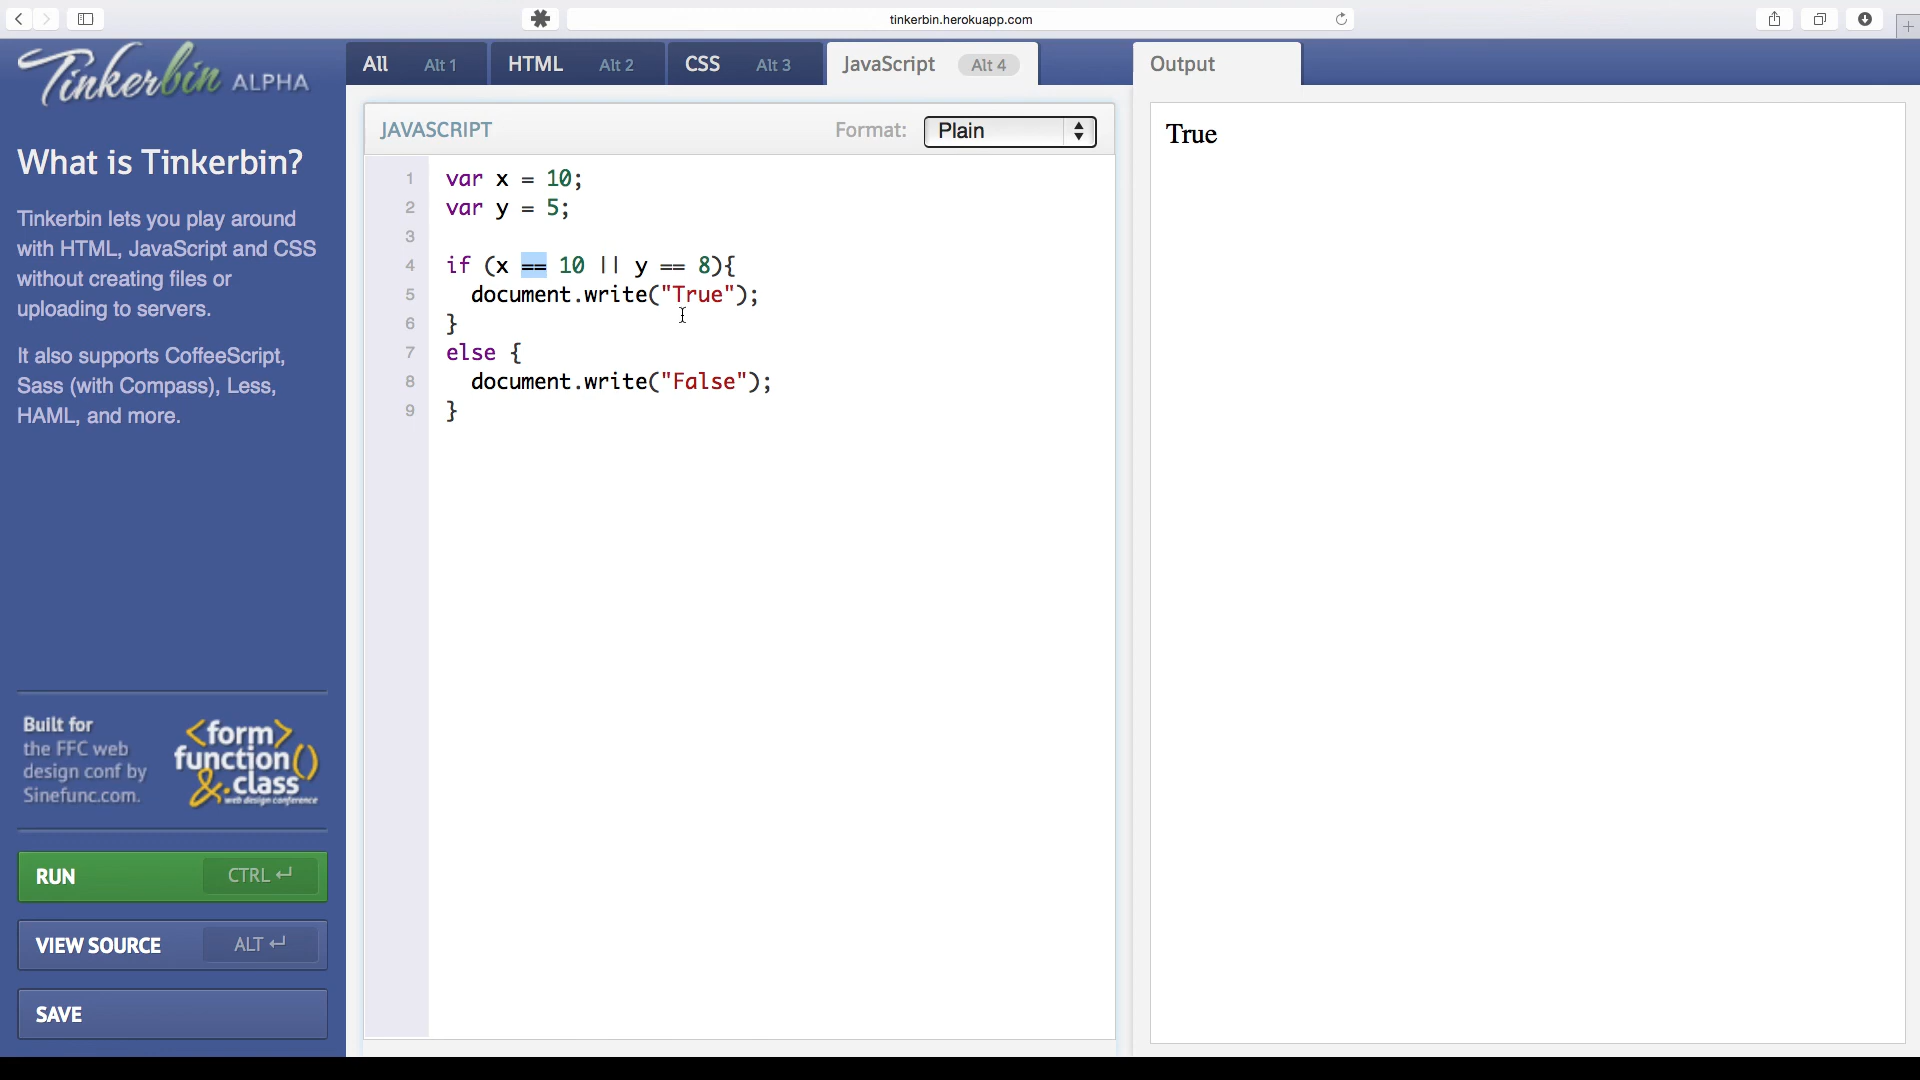 tinkerbin.herokuapp.com
Tinkerbin ALPHA
What is Tinkerbin?
Tinkerbin lets you play around
with HTML, JavaScript and CSS
without creating files or
uploading to servers.
It also supports CoffeeScript,
Sass (with Compass), Less,
HAML, and more.
Built for
the FFC web
design conf by
Sinefunc.com.
<form>
function()
&.class
web design conference
RUN CTRL ↵
VIEW SOURCE ALT ↵
SAVE
All Alt 1 HTML Alt 2 CSS Alt 3 JavaScript Alt 4
JAVASCRIPT Format: Plain
1 var x = 10;
2 var y = 5;
3
4 if (x == 10 || y == 8){
5 document.write("True");
6 }
7 else {
8 document.write("False");
9 }
Output
True